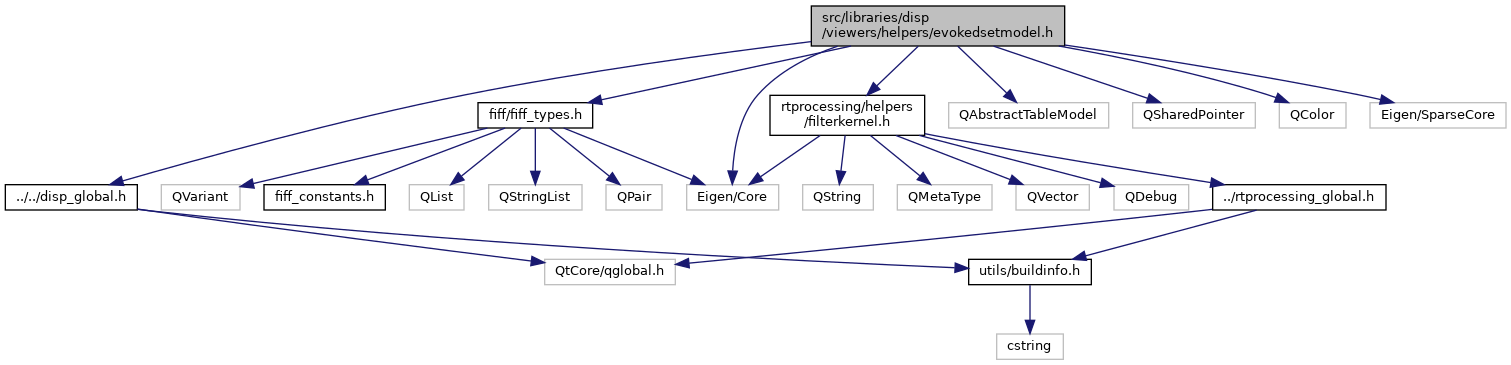 src/libraries/disp
/viewers/helpers/evokedsetmodel.h
fiff/fiff_types.h
rtprocessing/helpers
/filterkernel.h
QAbstractTableModel
QSharedPointer
QColor
Eigen/SparseCore
../../disp_global.h
QVariant
fiff_constants.h
QList
QStringList
QPair
Eigen/Core
QString
QMetaType
QVector
QDebug
../rtprocessing_global.h
QtCore/qglobal.h
utils/buildinfo.h
cstring